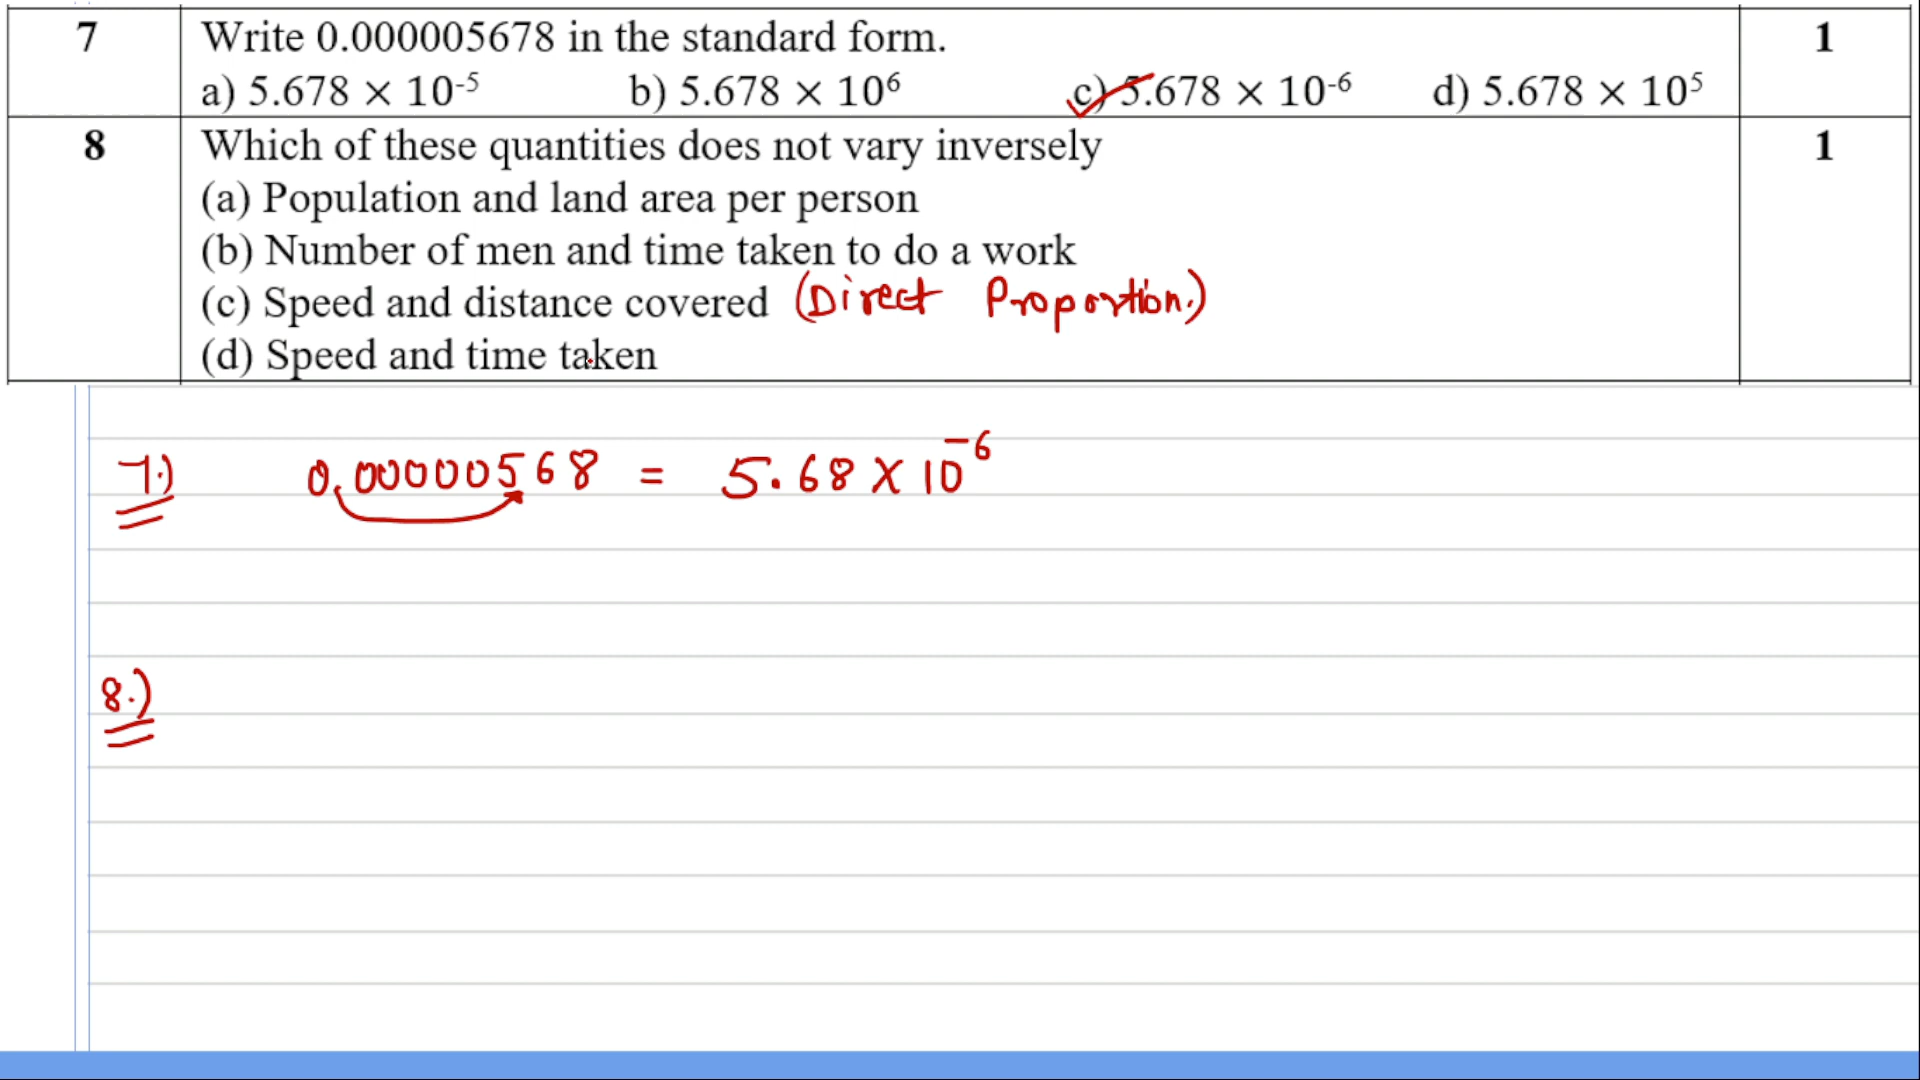 7 Write 0.000005678 in the standard form. 1
a) 5.678 × 10⁻⁵ b) 5.678 × 10⁶ c) 5.678 × 10⁻⁶ d) 5.678 × 10⁵
8 Which of these quantities does not vary inversely 1
(a) Population and land area per person
(b) Number of men and time taken to do a work
(c) Speed and distance covered (Direct Proportion.)
(d) Speed and time taken
7.) 0.00000568 = 5.68 X 10⁻⁶
8.)